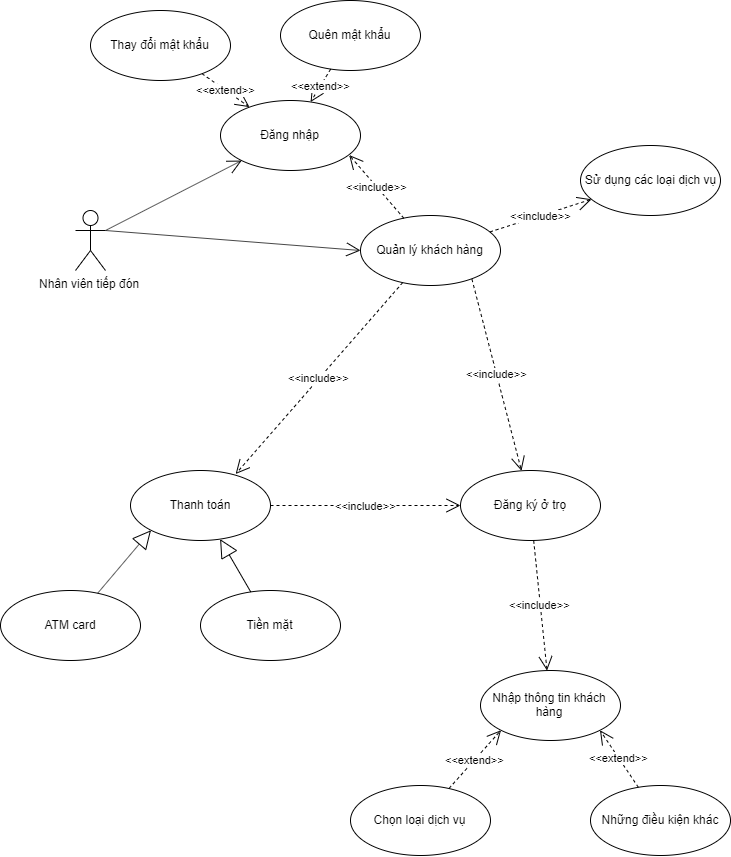 Quên mật khẩu
Thay đổi mật khẩu
<<extend>>
<<extend>>
Đăng nhập
Sử dụng các loại dịch vụ
<<include>>
<<include>>
Quản lý khách hàng
Nhân viên tiếp đón
<<include>>
<<include>>
Thanh toán
<<include>>
Đăng ký ở trọ
ATM card
Tiền mặt
<<include>>
Nhập thông tin khách
hàng
<<extend>>
<<extend>>
Chọn loại dịch vụ
Những điều kiện khác